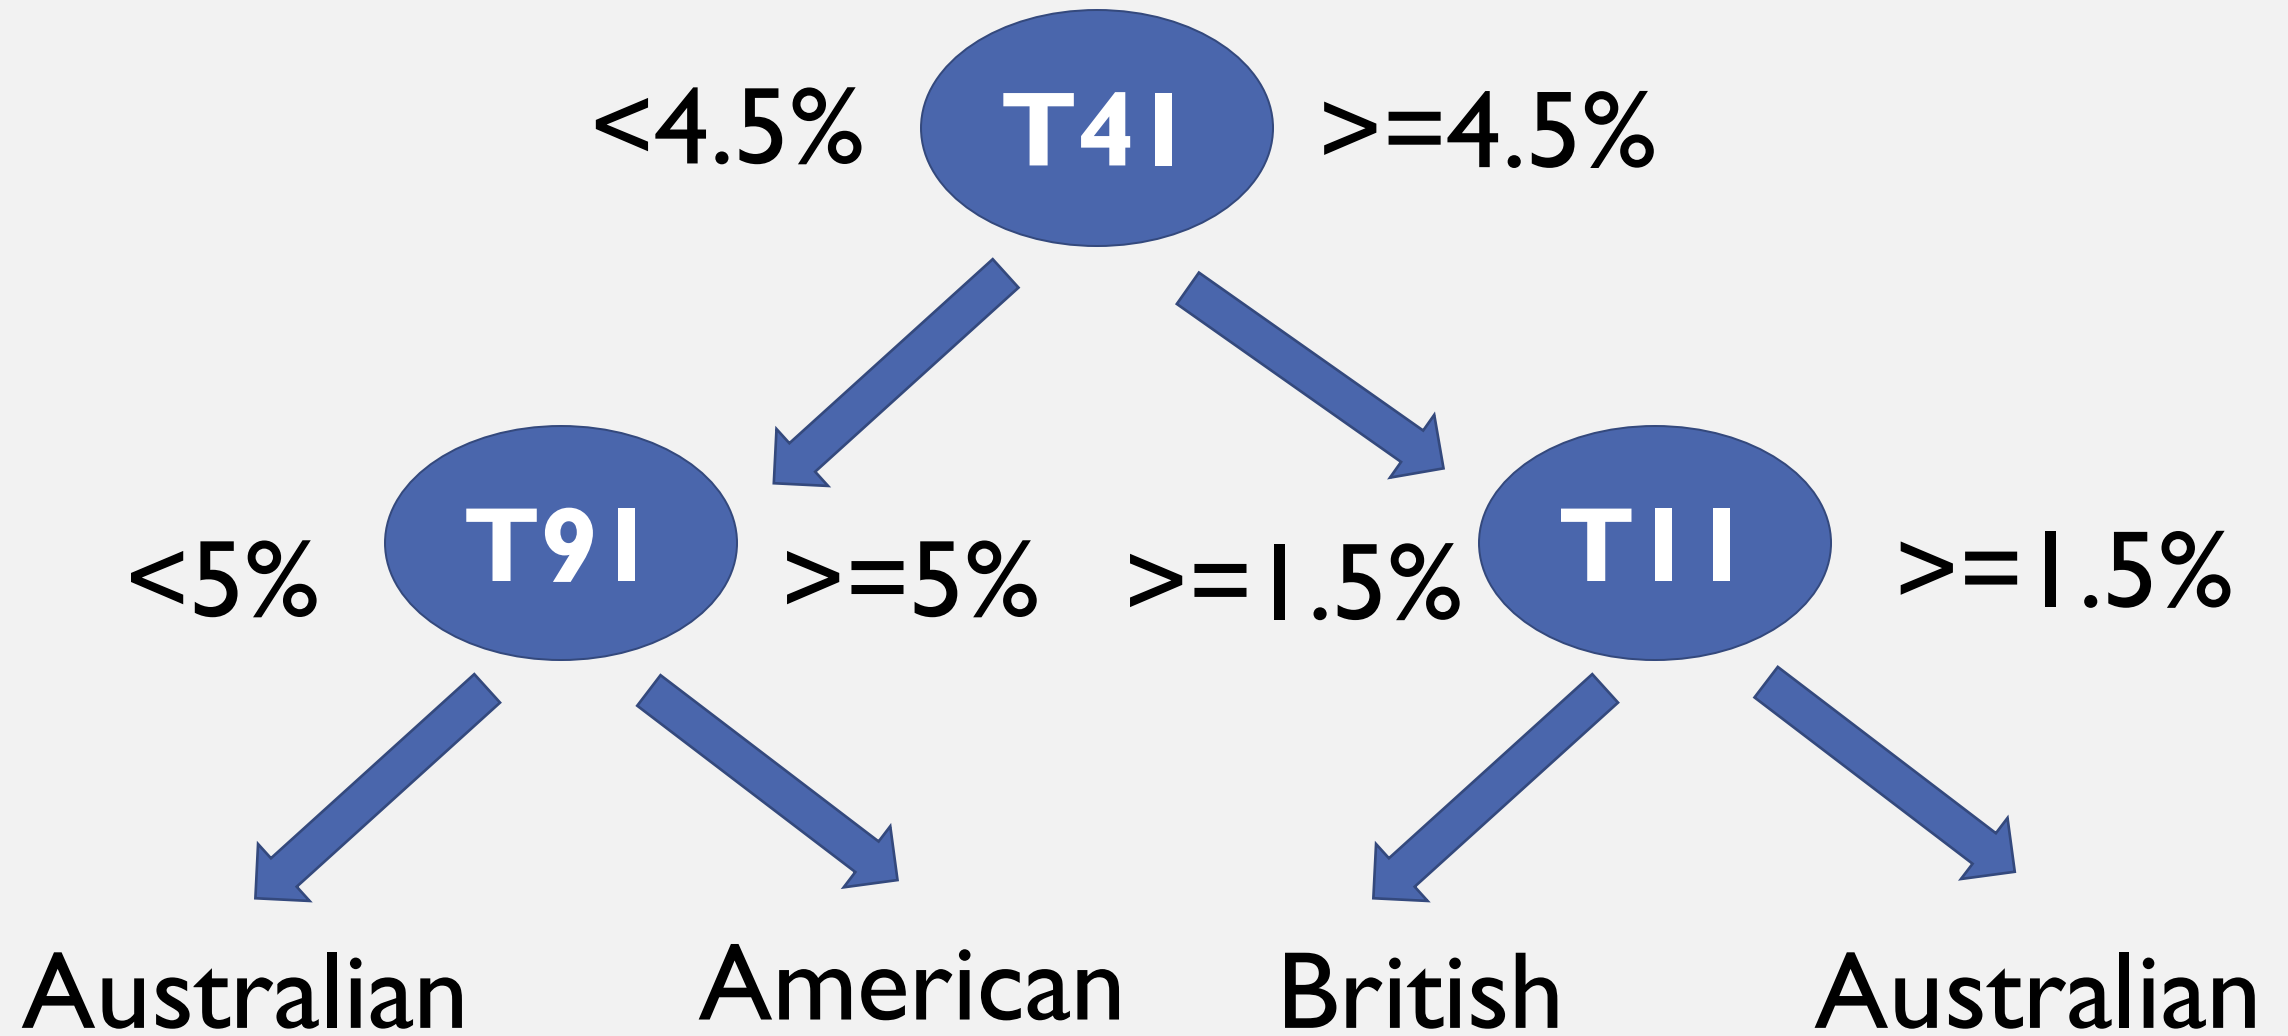 <4.5%
T41
>=4.5%
<5%
T91
>=5%
>=1.5%
T11
>=1.5%
Australian
American
British
Australian